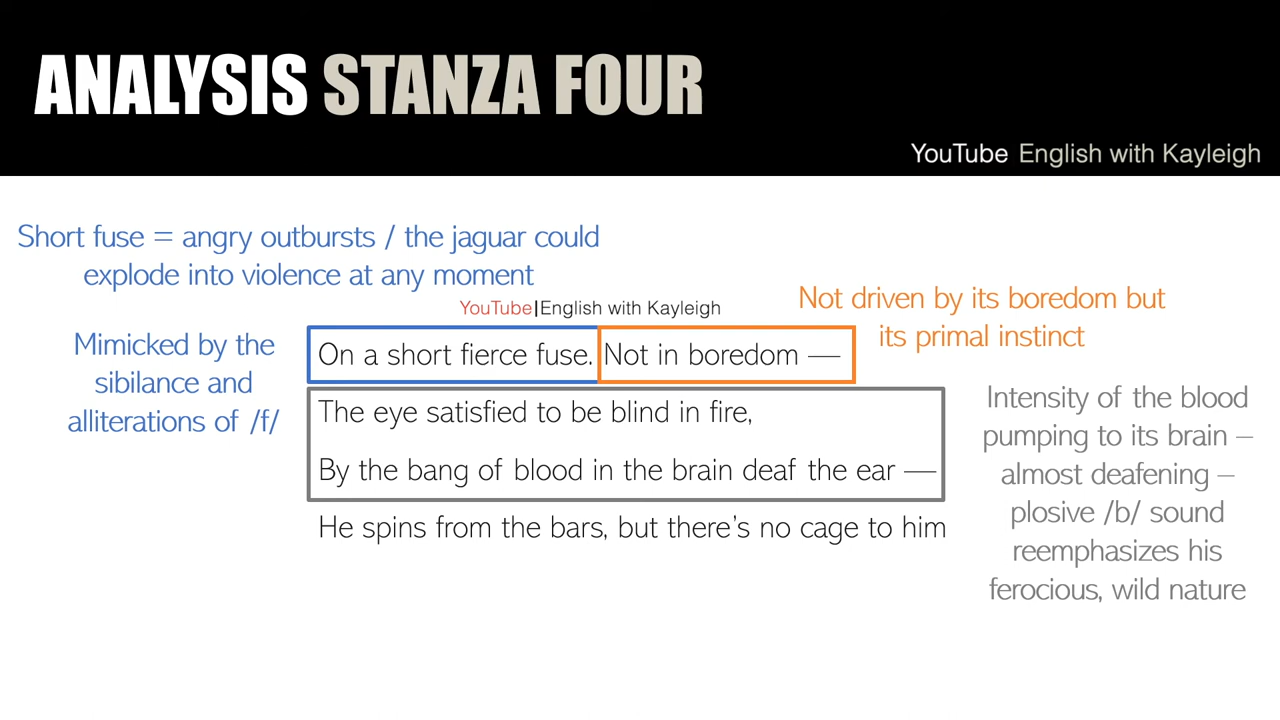 ANALYSIS STANZA FOUR
YouTube English with Kayleigh
Short fuse = angry outbursts / the jaguar could
explode into violence at any moment
YouTube|English with Kayleigh
Not driven by its boredom but
its primal instinct
Mimicked by the
sibilance and
alliterations of /f/
On a short fierce fuse. Not in boredom —
The eye satisfied to be blind in fire,
By the bang of blood in the brain deaf the ear —
He spins from the bars, but there's no cage to him
Intensity of the blood
pumping to its brain –
almost deafening –
plosive /b/ sound
reemphasizes his
ferocious, wild nature